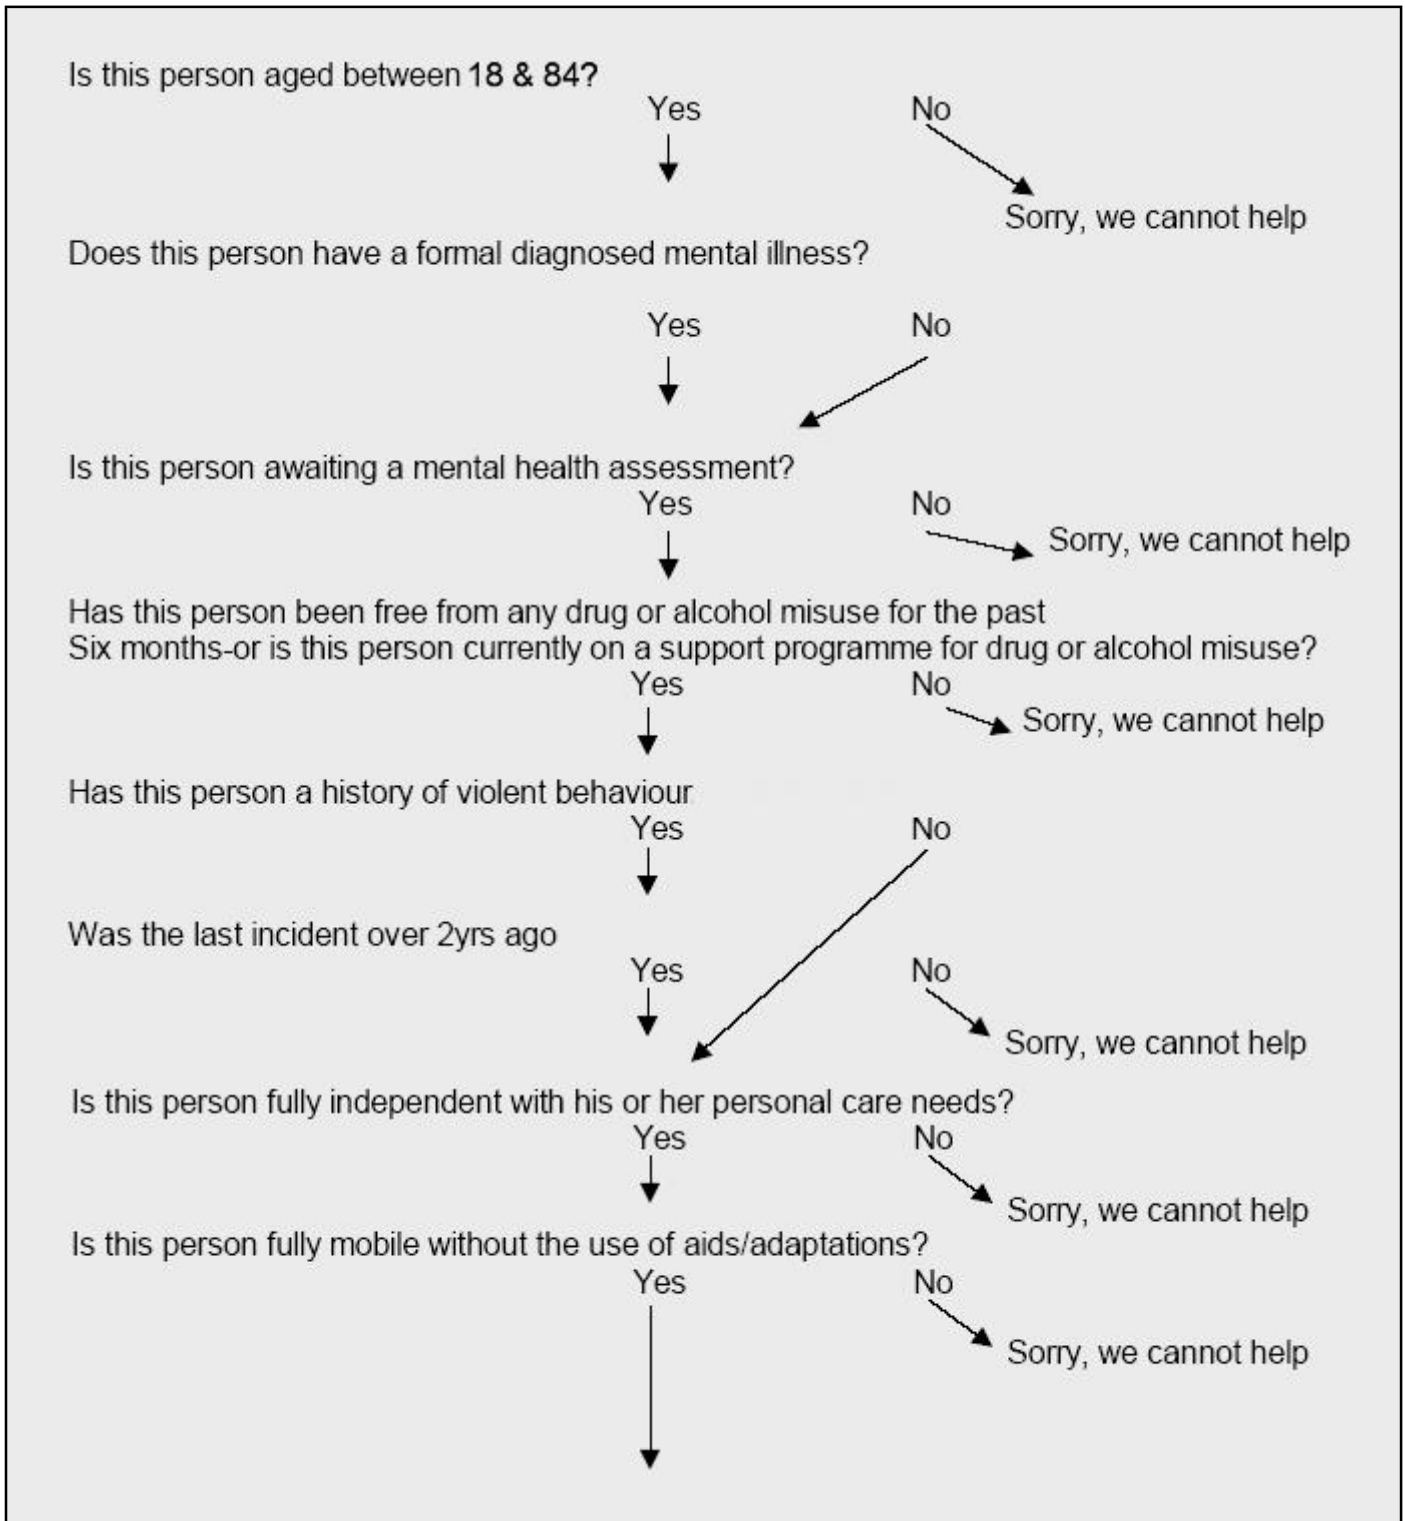 Is this person aged between 18 & 84?
Yes No
Sorry, we cannot help
Does this person have a formal diagnosed mental illness?
Yes No
Is this person awaiting a mental health assessment?
Yes No
Sorry, we cannot help
Has this person been free from any drug or alcohol misuse for the past
Six months-or is this person currently on a support programme for drug or alcohol misuse?
Yes No
Sorry, we cannot help
Has this person a history of violent behaviour
Yes No
Was the last incident over 2yrs ago
Yes No
Sorry, we cannot help
Is this person fully independent with his or her personal care needs?
Yes No
Sorry, we cannot help
Is this person fully mobile without the use of aids/adaptations?
Yes No
Sorry, we cannot help